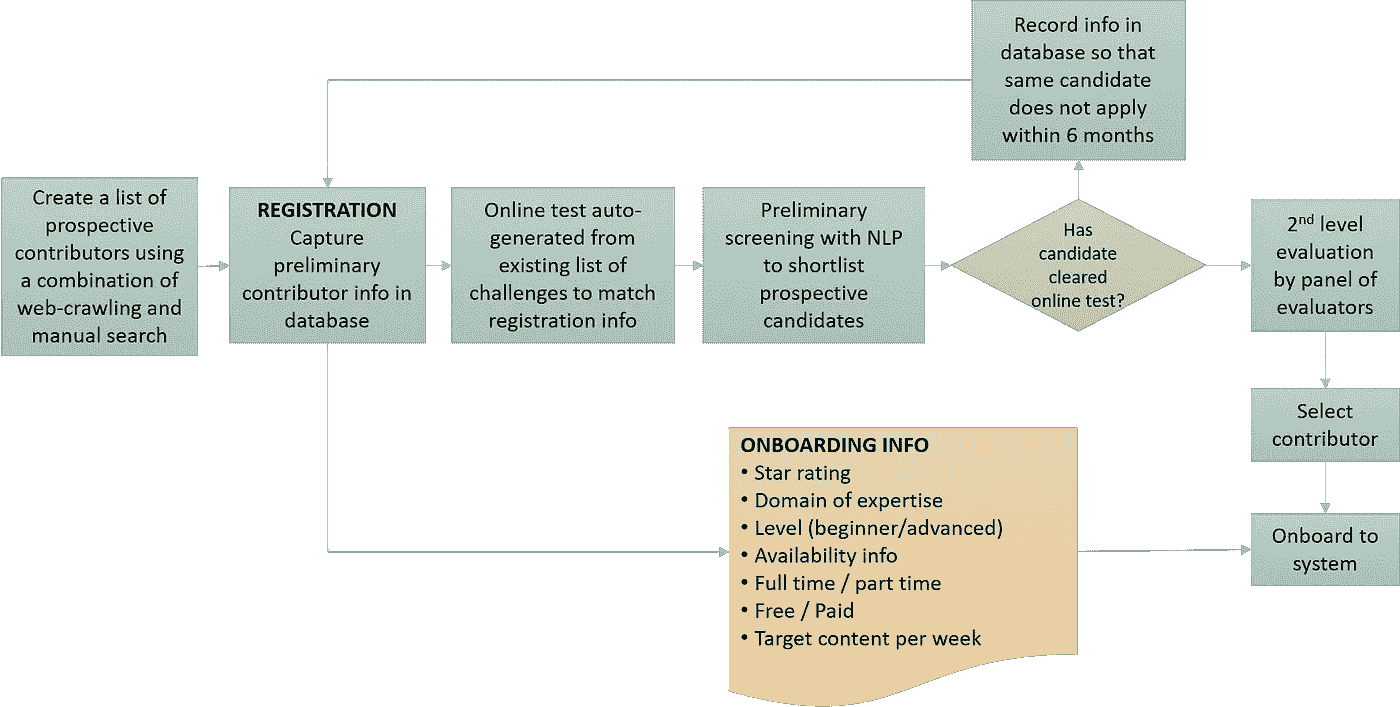 Record info in
database so that
same candidate
does not apply
within 6 months
Create a list of
prospective
contributors using
a combination of
web-crawling and
manual search
REGISTRATION
Capture
preliminary
contributor info in
database
Online test auto-
generated from
existing list of
challenges to match
registration info
Preliminary
screening with NLP
to shortlist
prospective
candidates
Has
candidate
cleared
online test?
2nd level
evaluation
by panel of
evaluators
Select
contributor
ONBOARDING INFO
• Star rating
• Domain of expertise
• Level (beginner/advanced)
• Availability info
• Full time / part time
• Free / Paid
• Target content per week
Onboard to
system